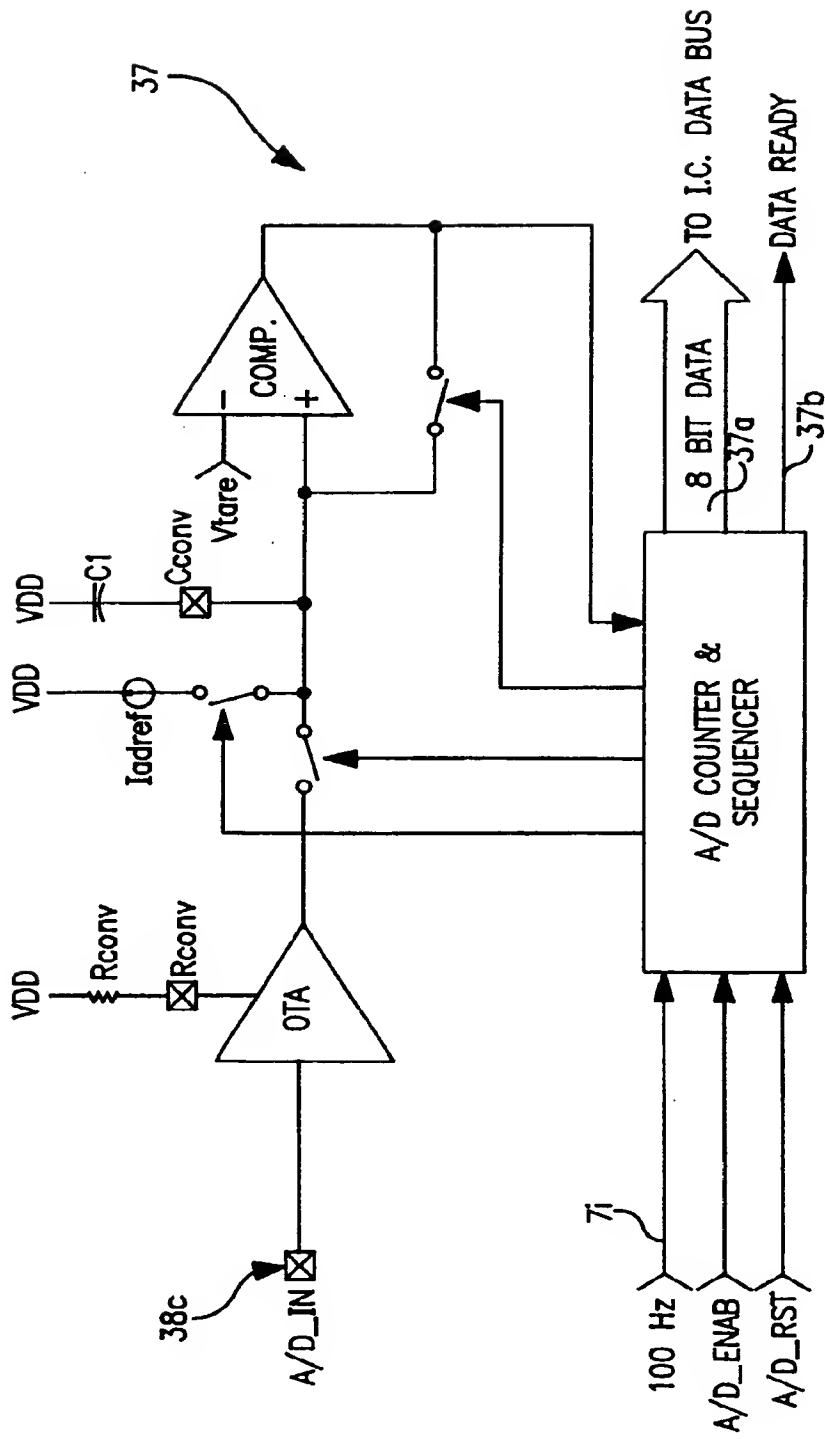 37
VDD
VDD
VDD
Rconv
Rconv
Iadref
C1
Cconv
Vtare
-
+
COMP.
OTA
38c
A/D_IN
7i
100 Hz
A/D_ENAB
A/D_RST
A/D COUNTER &
SEQUENCER
8 BIT DATA
37a
TO I.C. DATA BUS
37b
DATA READY